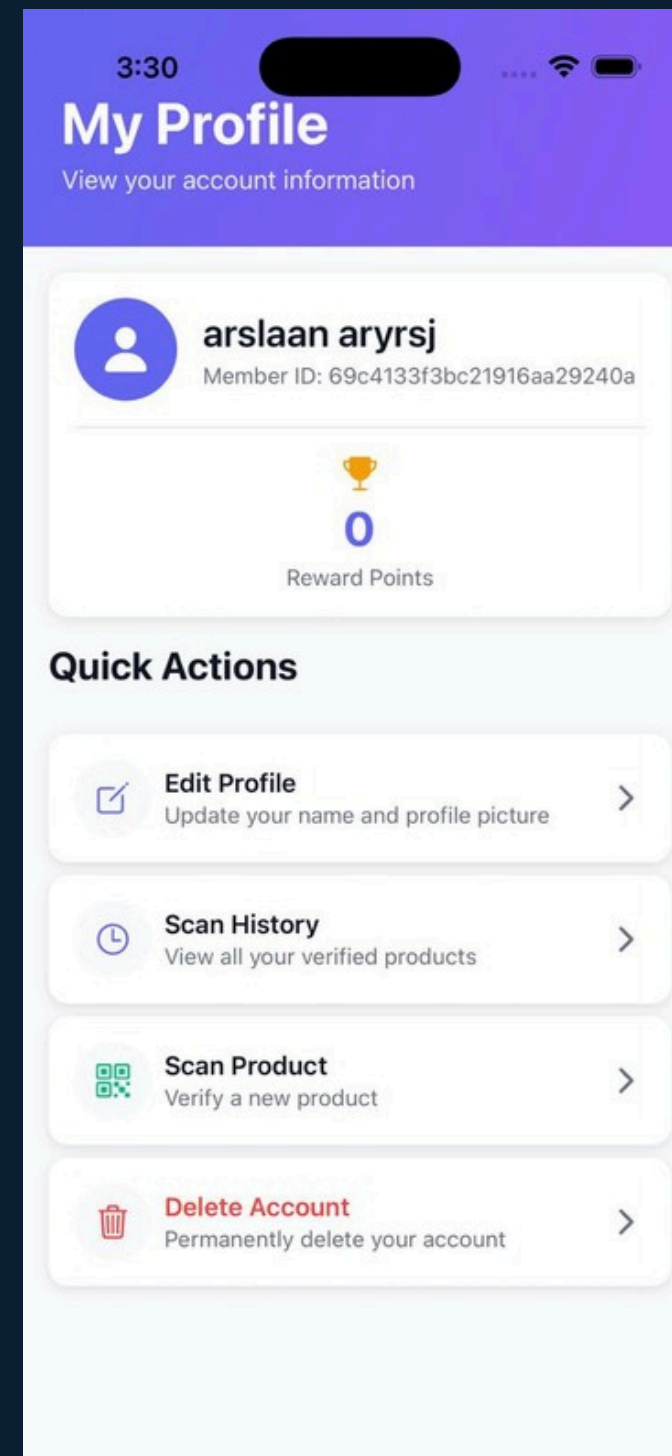 3:30
My Profile
View your account information
arslaan aryrsj
Member ID: 69c4133f3bc21916aa29240a
0
Reward Points
Quick Actions
Edit Profile
Update your name and profile picture
Scan History
View all your verified products
Scan Product
Verify a new product
Delete Account
Permanently delete your account